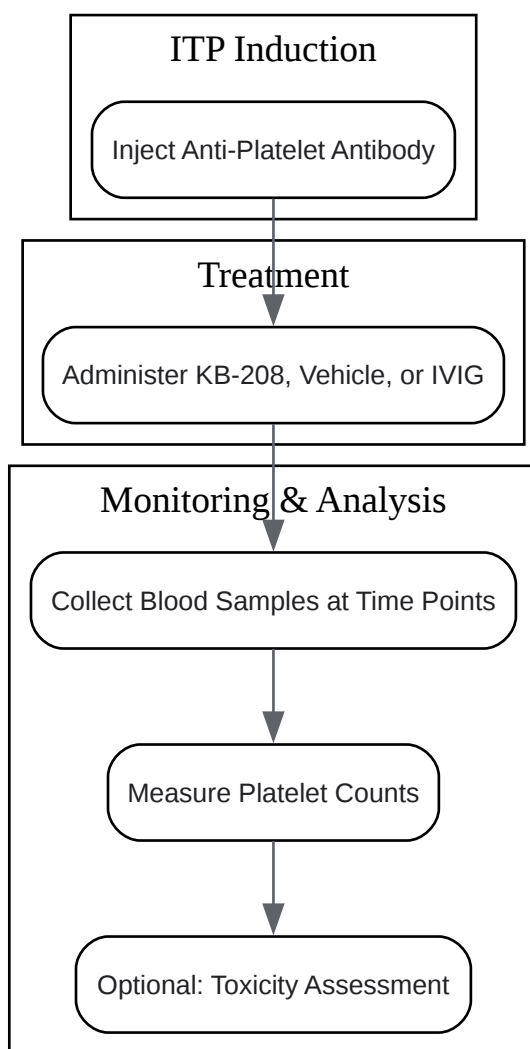 ITP Induction
Inject Anti-Platelet Antibody
Treatment
Administer KB-208, Vehicle, or IVIG
Monitoring & Analysis
Collect Blood Samples at Time Points
Measure Platelet Counts
Optional: Toxicity Assessment